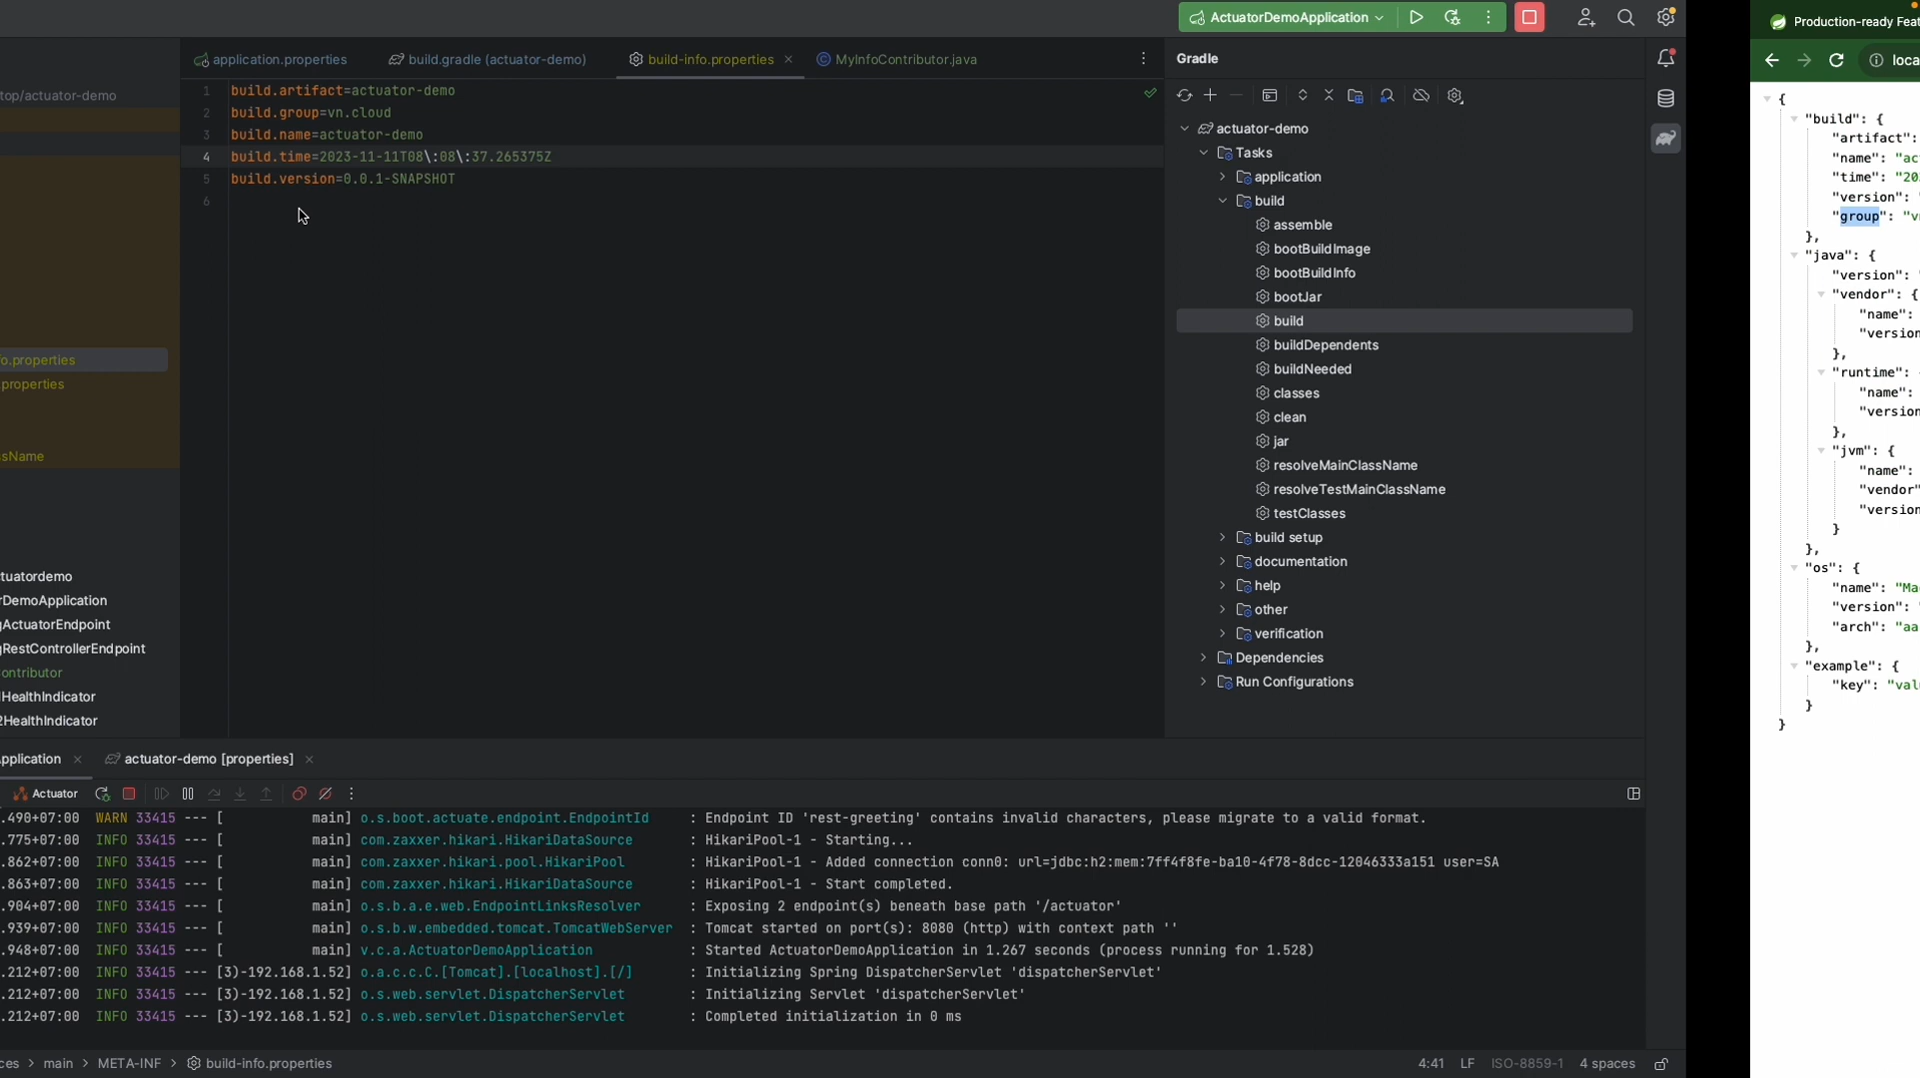 ActuatorDemoApplication
application.properties
build.gradle (actuator-demo)
build-info.properties
MyInfoContributor.java
top/actuator-demo
1 build.artifact=actuator-demo
2 build.group=vn.cloud
3 build.name=actuator-demo
4 build.time=2023-11-11T08\:08\:37.265375Z
5 build.version=0.0.1-SNAPSHOT
6
fo.properties
properties
sName
tuatordemo
rDemoApplication
gActuatorEndpoint
gRestControllerEndpoint
ontributor
lHealthIndicator
2HealthIndicator
Gradle
actuator-demo
Tasks
application
build
assemble
bootBuildImage
bootBuildInfo
bootJar
build
buildDependents
buildNeeded
classes
clean
jar
resolveMainClassName
resolveTestMainClassName
testClasses
build setup
documentation
help
other
verification
Dependencies
Run Configurations
pplication
actuator-demo [properties]
Actuator
.490+07:00 WARN 33415 --- [ main] o.s.boot.actuate.endpoint.EndpointId : Endpoint ID 'rest-greeting' contains invalid characters, please migrate to a valid format.
.775+07:00 INFO 33415 --- [ main] com.zaxxer.hikari.HikariDataSource : HikariPool-1 - Starting...
.862+07:00 INFO 33415 --- [ main] com.zaxxer.hikari.pool.HikariPool : HikariPool-1 - Added connection conn0: url=jdbc:h2:mem:7ff4f8fe-ba10-4f78-8dcc-12046333a151 user=SA
.863+07:00 INFO 33415 --- [ main] com.zaxxer.hikari.HikariDataSource : HikariPool-1 - Start completed.
.904+07:00 INFO 33415 --- [ main] o.s.b.a.e.web.EndpointLinksResolver : Exposing 2 endpoint(s) beneath base path '/actuator'
.939+07:00 INFO 33415 --- [ main] o.s.b.w.embedded.tomcat.TomcatWebServer : Tomcat started on port(s): 8080 (http) with context path ''
.948+07:00 INFO 33415 --- [ main] v.c.a.ActuatorDemoApplication : Started ActuatorDemoApplication in 1.267 seconds (process running for 1.528)
.212+07:00 INFO 33415 --- [3)-192.168.1.52] o.a.c.c.C.[Tomcat].[localhost].[/] : Initializing Spring DispatcherServlet 'dispatcherServlet'
.212+07:00 INFO 33415 --- [3)-192.168.1.52] o.s.web.servlet.DispatcherServlet : Initializing Servlet 'dispatcherServlet'
.212+07:00 INFO 33415 --- [3)-192.168.1.52] o.s.web.servlet.DispatcherServlet : Completed initialization in 0 ms
ces > main > META-INF > build-info.properties
4:41 LF ISO-8859-1 4 spaces
Production-ready Fea
loca
{
"build": {
"artifact":
"name": "ac
"time": "20
"version":
"group": "v
},
"java": {
"version":
"vendor": {
"name":
"version
},
"runtime":
"name":
"version
},
"jvm": {
"name":
"vendor"
"version
}
},
"os": {
"name": "Ma
"version":
"arch": "aa
},
"example": {
"key": "val
}
}